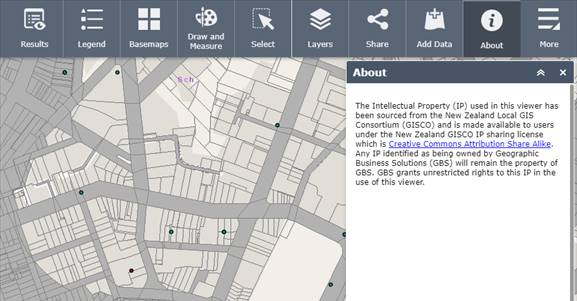 Results Legend Basemaps Draw and Measure Select Layers Share Add Data About More
Sch
About
The Intellectual Property (IP) used in this viewer has
been sourced from the New Zealand Local GIS
Consortium (GISCO) and is made available to users
under the New Zealand GISCO IP sharing license
which is Creative Commons Attribution Share Alike.
Any IP identified as being owned by Geographic
Business Solutions (GBS) will remain the property of
GBS. GBS grants unrestricted rights to this IP in the
use of this viewer.